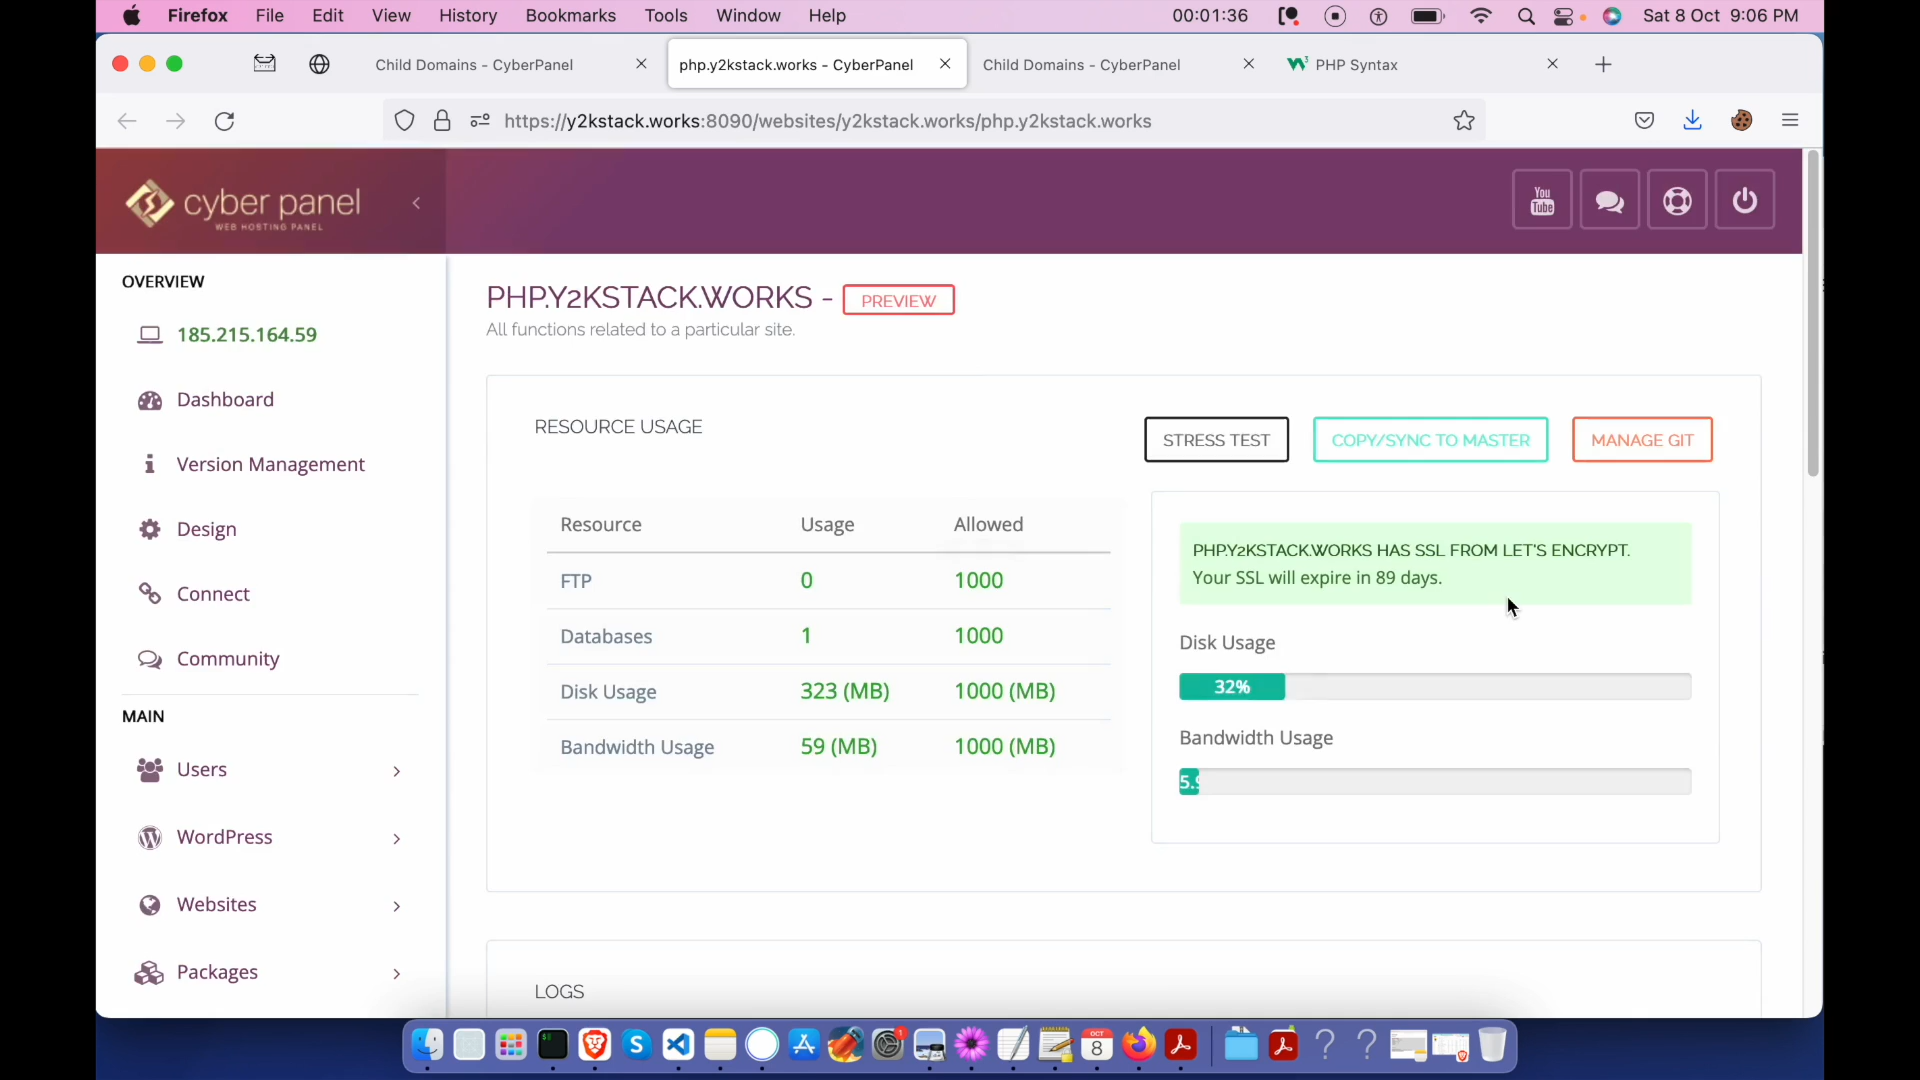 Firefox File Edit View History Bookmarks Tools Window Help 00:01:36 Sat 8 Oct 9:06 PM
Child Domains - CyberPanel php.y2kstack.works - CyberPanel Child Domains - CyberPanel PHP Syntax
https://y2kstack.works:8090/websites/y2kstack.works/php.y2kstack.works
cyber panel
WEB HOSTING PANEL
You Tube
OVERVIEW
185.215.164.59
Dashboard
Version Management
Design
Connect
Community
MAIN
Users
WordPress
Websites
Packages
PHP.Y2KSTACK.WORKS - PREVIEW
All functions related to a particular site.
RESOURCE USAGE
STRESS TEST COPY/SYNC TO MASTER MANAGE GIT
Resource Usage Allowed
FTP 0 1000
Databases 1 1000
Disk Usage 323 (MB) 1000 (MB)
Bandwidth Usage 59 (MB) 1000 (MB)
PHP.Y2KSTACK.WORKS HAS SSL FROM LET'S ENCRYPT.
Your SSL will expire in 89 days.
Disk Usage
32%
Bandwidth Usage
LOGS
1
OCT
8